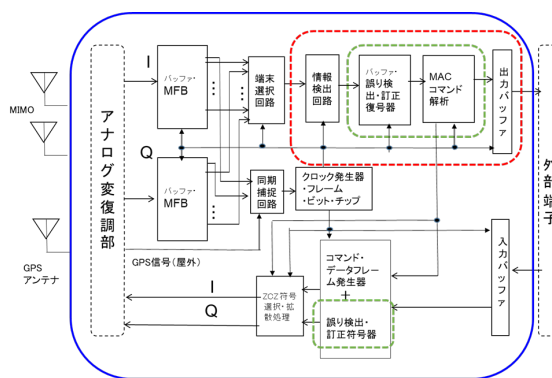 MIMO
GPS
アンテナ
アナログ変復調部
I
Q
バッファ・
MFB
バッファ・
MFB
端末
選択
回路
情報
検出
回路
バッファ・
誤り検
出・訂正
復号器
MAC
コマンド
解析
出力バッファ
外部端子
同期
捕捉
回路
クロック発生器
・フレーム
・ビット・チップ
GPS信号(屋外)
I
Q
ZCZ符号
選択・拡
散処理
コマンド・
データフレー
ム発生器
+
誤り検出・
訂正符号器
入力バッファ